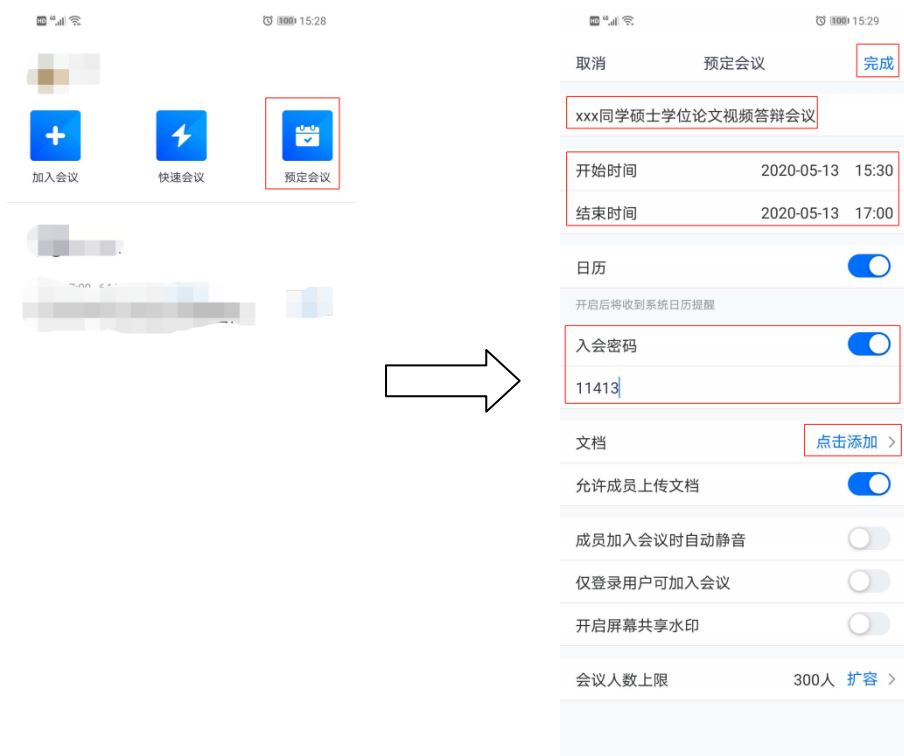 HD 46 100 15:28
加入会议
快速会议
预定会议
HD 46 100 15:29
取消 预定会议 完成
xxx同学硕士学位论文视频答辩会议
开始时间 2020-05-13 15:30
结束时间 2020-05-13 17:00
日历
开启后将收到系统日历提醒
入会密码
11413
文档 点击添加 >
允许成员上传文档
成员加入会议时自动静音
仅登录用户可加入会议
开启屏幕共享水印
会议人数上限 300人 扩容 >